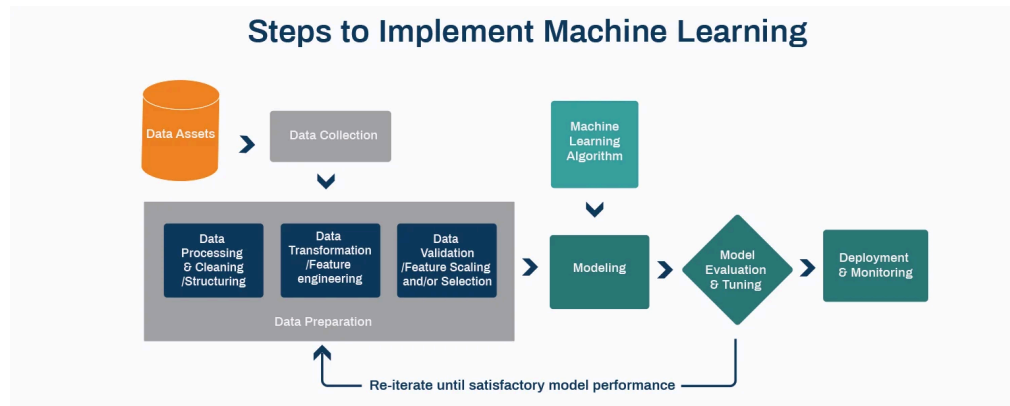 Steps to Implement Machine Learning
Data Assets
Data Collection
Machine
Learning
Algorithm
Data
Processing
& Cleaning
/Structuring
Data
Transformation
/Feature
engineering
Data
Validation
/Feature Scaling
and/or Selection
Data Preparation
Modeling
Model
Evaluation
& Tuning
Deployment
& Monitoring
Re-iterate until satisfactory model performance